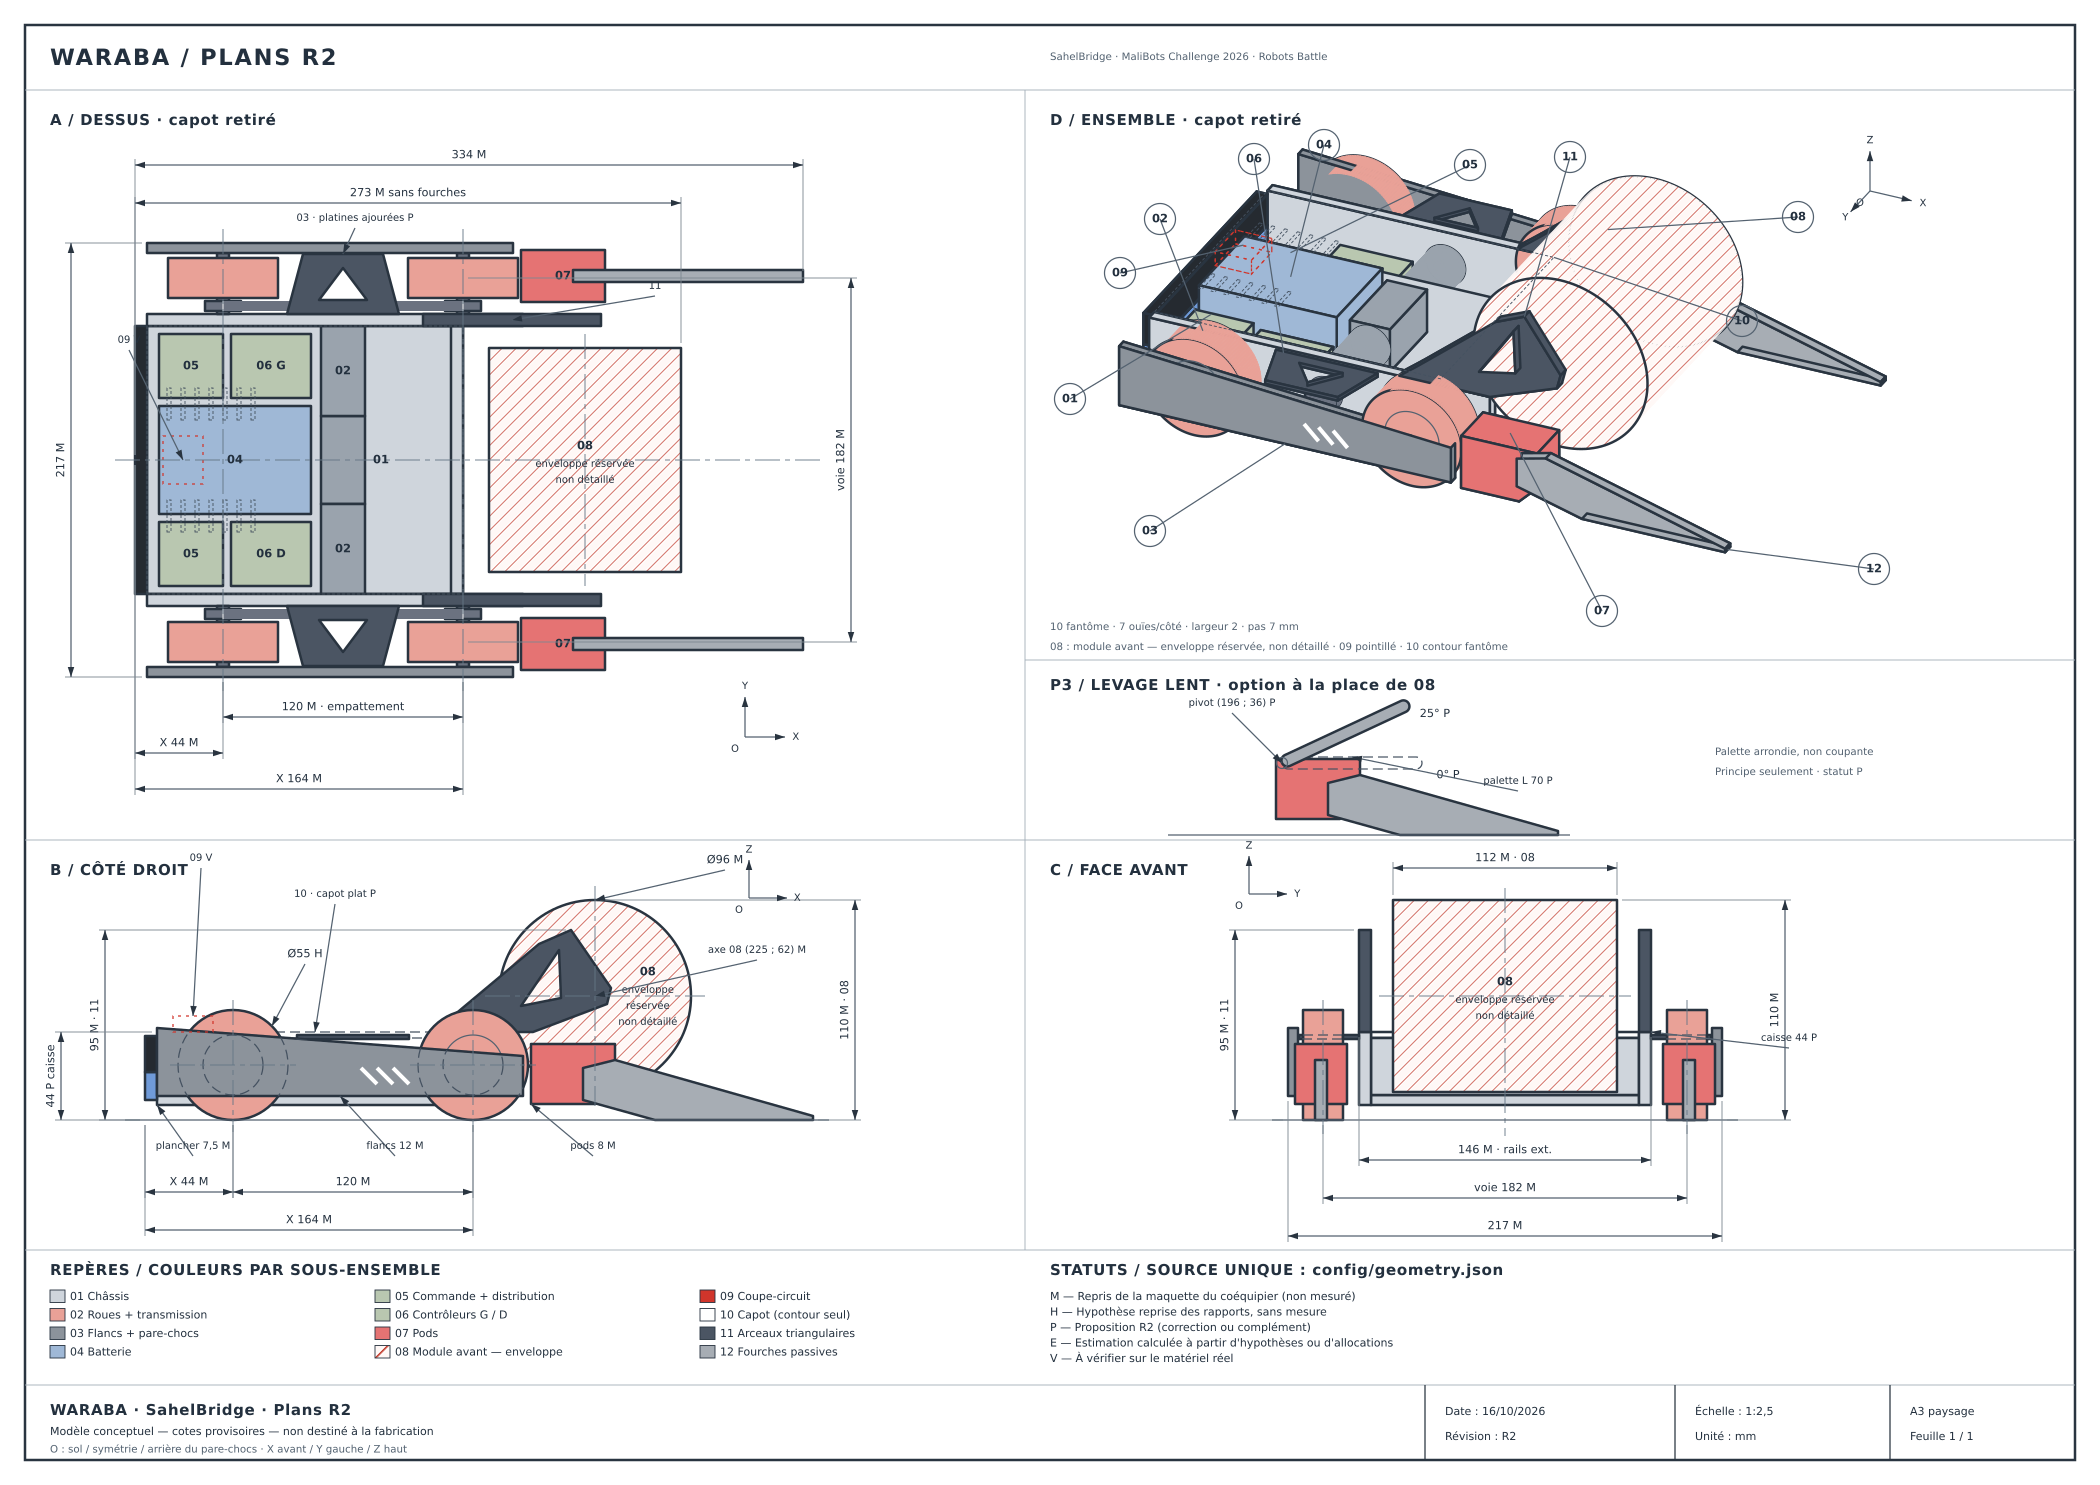 WARABA / PLANS R2
SahelBridge · MaliBots Challenge 2026 · Robots Battle
A / DESSUS · capot retiré
334 M
273 M sans fourches
03 · platines ajourées P
07
11
09
05
06 G
02
217 M
04
01
08
enveloppe réservée
non détaillé
voie 182 M
05
06 D
02
07
120 M · empattement
X 44 M
X 164 M
Y
X
O
D / ENSEMBLE · capot retiré
04
06
05
11
02
08
09
10
01
03
12
07
Z
X
Y
O
10 fantôme · 7 ouïes/côté · largeur 2 · pas 7 mm
08 : module avant — enveloppe réservée, non détaillé · 09 pointillé · 10 contour fantôme
P3 / LEVAGE LENT · option à la place de 08
pivot (196 ; 36) P
25° P
0° P
palette L 70 P
Palette arrondie, non coupante
Principe seulement · statut P
B / CÔTÉ DROIT
09 V
10 · capot plat P
Ø55 H
Ø96 M
Z
X
O
axe 08 (225 ; 62) M
08
enveloppe
réservée
non détaillé
95 M · 11
44 P caisse
110 M · 08
plancher 7,5 M
flancs 12 M
pods 8 M
X 44 M
120 M
X 164 M
C / FACE AVANT
Z
Y
O
112 M · 08
08
enveloppe réservée
non détaillé
95 M · 11
110 M
caisse 44 P
146 M · rails ext.
voie 182 M
217 M
REPÈRES / COULEURS PAR SOUS-ENSEMBLE
01 Châssis
02 Roues + transmission
03 Flancs + pare-chocs
04 Batterie
05 Commande + distribution
06 Contrôleurs G / D
07 Pods
08 Module avant — enveloppe
09 Coupe-circuit
10 Capot (contour seul)
11 Arceaux triangulaires
12 Fourches passives
STATUTS / SOURCE UNIQUE : config/geometry.json
M — Repris de la maquette du coéquipier (non mesuré)
H — Hypothèse reprise des rapports, sans mesure
P — Proposition R2 (correction ou complément)
E — Estimation calculée à partir d'hypothèses ou d'allocations
V — À vérifier sur le matériel réel
WARABA · SahelBridge · Plans R2
Modèle conceptuel — cotes provisoires — non destiné à la fabrication
O : sol / symétrie / arrière du pare-chocs · X avant / Y gauche / Z haut
Date : 16/10/2026
Révision : R2
Échelle : 1:2,5
Unité : mm
A3 paysage
Feuille 1 / 1